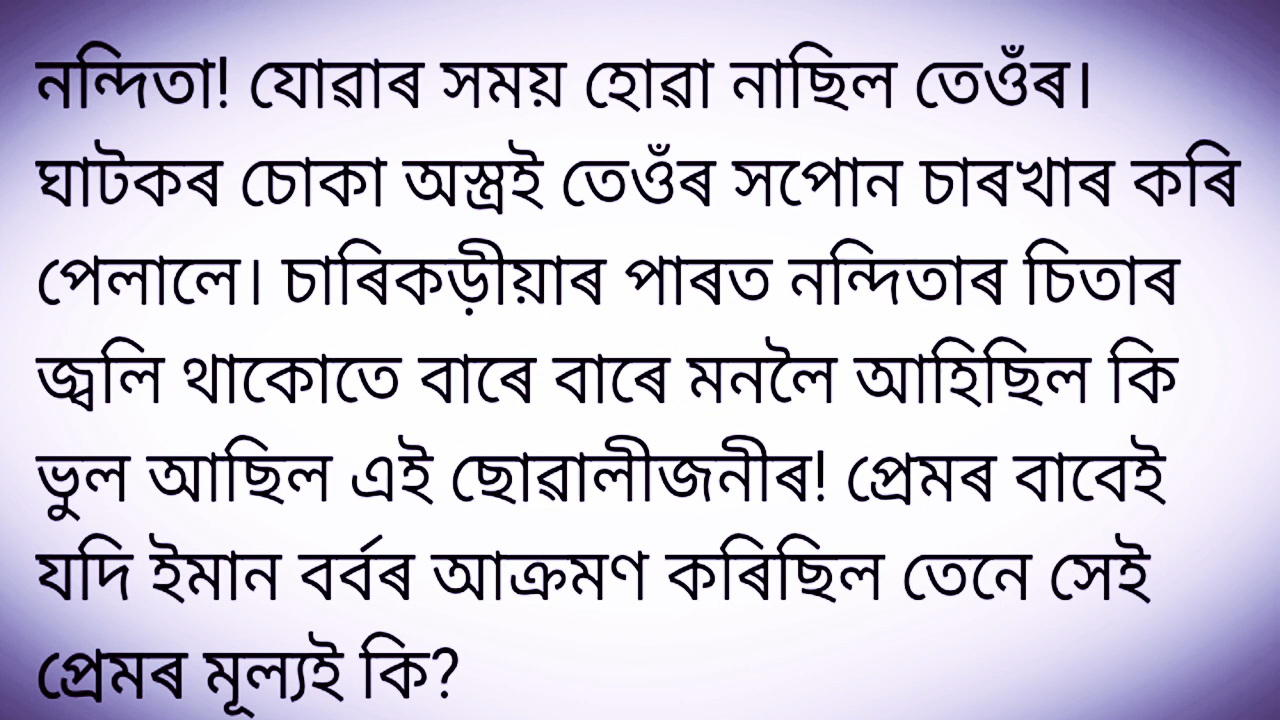 নন্দিতা! যোৱাৰ সময় হোৱা নাছিল তেওঁৰ।
ঘাটকৰ চোকা অস্ত্ৰই তেওঁৰ সপোন চাৰখাৰ কৰি
পেলালে। চাৰিকড়ীয়াৰ পাৰত নন্দিতাৰ চিতাৰ
জ্বলি থাকোতে বাৰে বাৰে মনলৈ আহিছিল কি
ভুল আছিল এই ছোৱালীজনীৰ! প্ৰেমৰ বাবেই
যদি ইমান বৰ্বৰ আক্ৰমণ কৰিছিল তেনে সেই
প্ৰেমৰ মূল্যই কি?